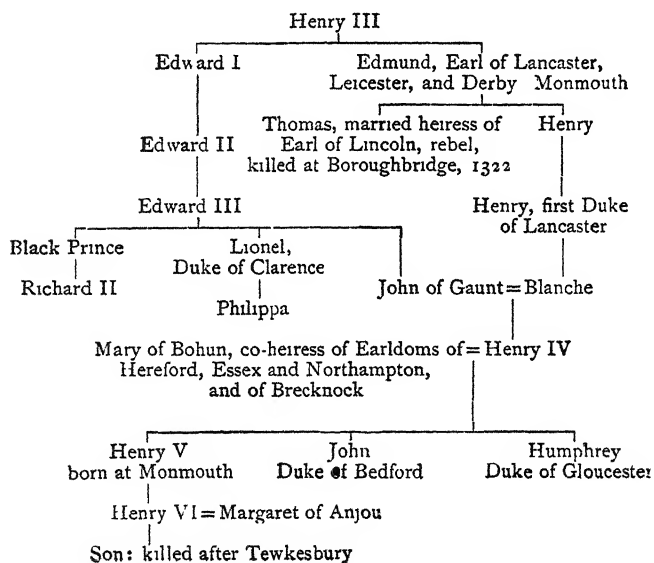 Henry III
Edward I
Edmund, Earl of Lancaster,
Leicester, and Derby Monmouth
Thomas, married heiress of
Earl of Lincoln, rebel,
killed at Boroughbridge, 1322
Henry
Edward II
Edward III
Henry, first Duke
of Lancaster
Black Prince
Lionel,
Duke of Clarence
Richard II
Philippa
John of Gaunt = Blanche
Mary of Bohun, co-heiress of Earldoms of = Henry IV
Hereford, Essex and Northampton,
and of Brecknock
Henry V
born at Monmouth
John
Duke of Bedford
Humphrey
Duke of Gloucester
Henry VI = Margaret of Anjou
Son: killed after Tewkesbury